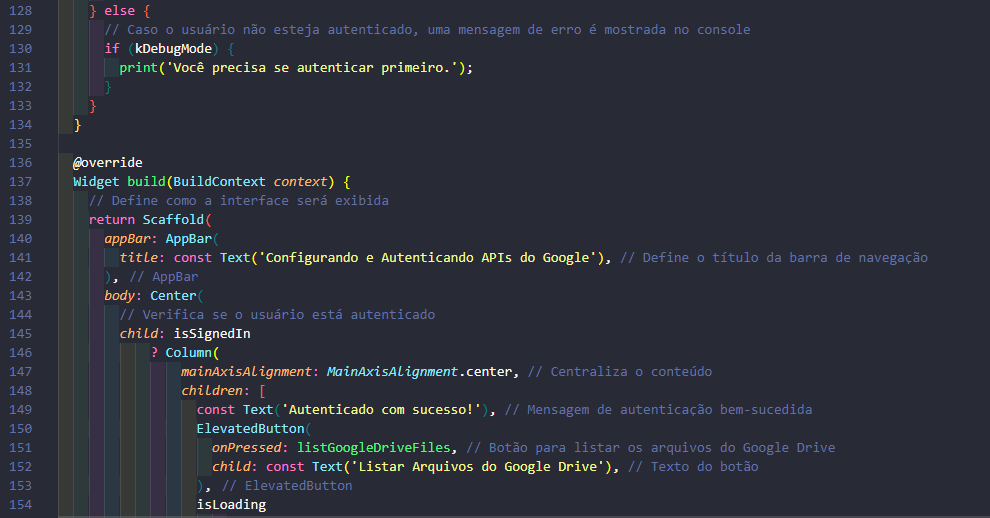 128 } else {
129 // Caso o usuário não esteja autenticado, uma mensagem de erro é mostrada no console
130 if (kDebugMode) {
131 print('Você precisa se autenticar primeiro.');
132 }
133 }
134 }
135
136 @override
137 Widget build(BuildContext context) {
138 // Define como a interface será exibida
139 return Scaffold(
140 appBar: AppBar(
141 title: const Text('Configurando e Autenticando APIs do Google'), // Define o título da barra de navegação
142 ), // AppBar
143 body: Center(
144 // Verifica se o usuário está autenticado
145 child: isSignedIn
146 ? Column(
147 mainAxisAlignment: MainAxisAlignment.center, // Centraliza o conteúdo
148 children: [
149 const Text('Autenticado com sucesso!'), // Mensagem de autenticação bem-sucedida
150 ElevatedButton(
151 onPressed: listGoogleDriveFiles, // Botão para listar os arquivos do Google Drive
152 child: const Text('Listar Arquivos do Google Drive'), // Texto do botão
153 ), // ElevatedButton
154 isLoading